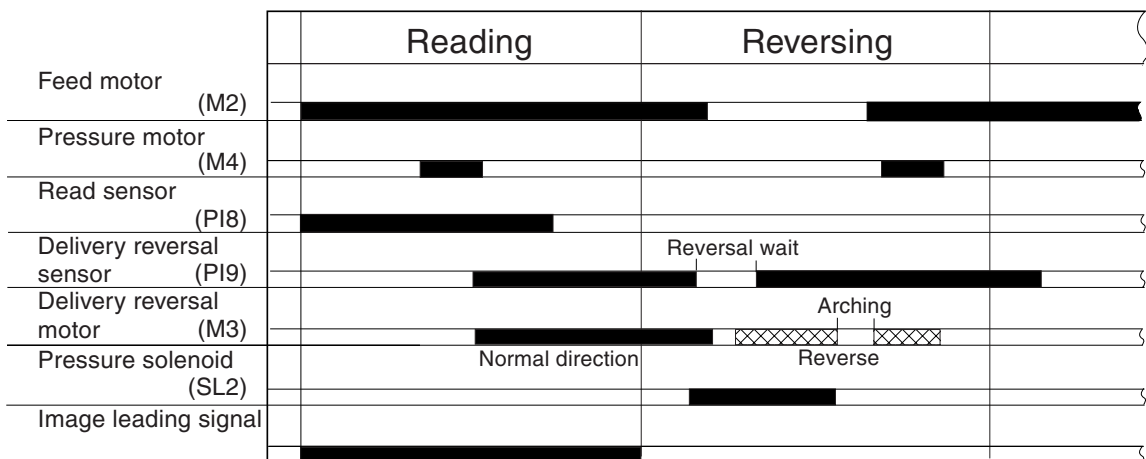 Reading Reversing
Feed motor
(M2)
Pressure motor
(M4)
Read sensor
(PI8)
Delivery reversal
sensor (PI9)
Reversal wait
Delivery reversal
motor (M3)
Arching
Normal direction Reverse
Pressure solenoid
(SL2)
Image leading signal